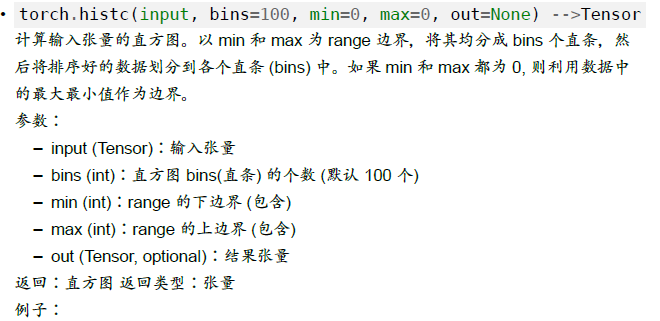 • torch.histc(input, bins=100, min=0, max=0, out=None) -->Tensor
计算输入张量的直方图。以 min 和 max 为 range 边界，将其均分成 bins 个直条，然
后将排序好的数据划分到各个直条 (bins) 中。如果 min 和 max 都为 0, 则利用数据中
的最大最小值作为边界。
参数：
– input (Tensor)：输入张量
– bins (int)：直方图 bins(直条) 的个数 (默认 100 个)
– min (int)：range 的下边界 (包含)
– max (int)：range 的上边界 (包含)
– out (Tensor, optional)：结果张量
返回：直方图 返回类型：张量
例子：